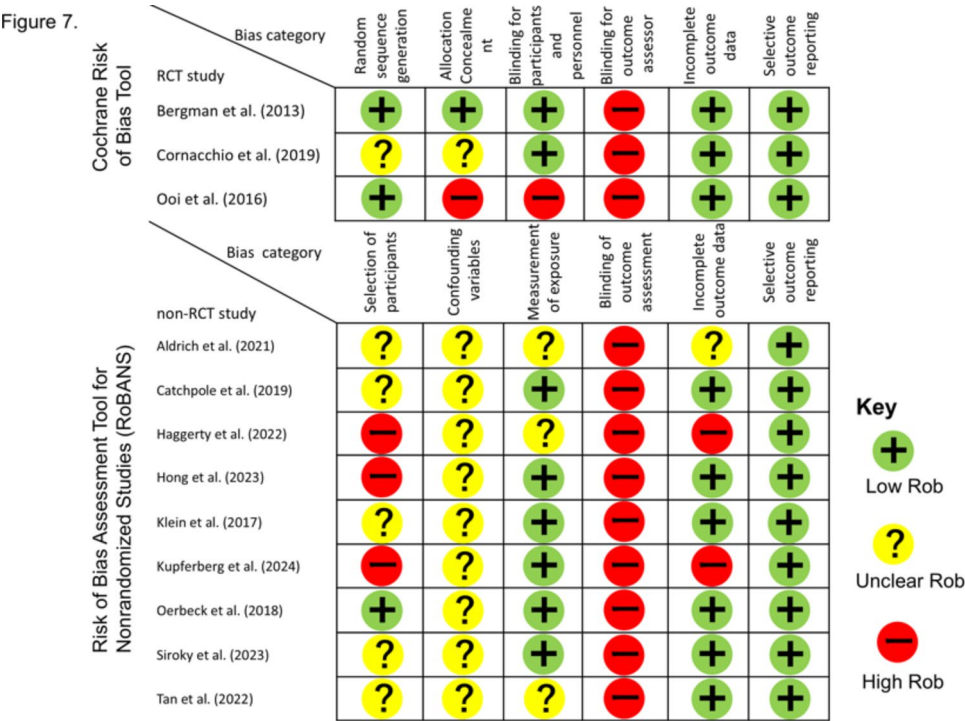 Figure 7.
Cochrane Risk
of Bias Tool
Bias category
RCT study
Random
sequence
generation
Allocation
Concealme
nt
Blinding for
participants
and
personnel
Blinding for
outcome
assessor
Incomplete
outcome
data
Selective
outcome
reporting
Bergman et al. (2013) + + + − + +
Cornacchio et al. (2019) ? ? + − + +
Ooi et al. (2016) + − − − + +
Risk of Bias Assessment Tool for
Nonrandomized Studies (RoBANS)
Bias category
non-RCT study
Selection of
participants
Confounding
variables
Measurement
of exposure
Blinding of
outcome
assessment
Incomplete
outcome data
Selective
outcome
reporting
Aldrich et al. (2021) ? ? ? − ? +
Catchpole et al. (2019) ? ? + − + +
Haggerty et al. (2022) − ? ? − − +
Hong et al. (2023) − ? + − + +
Klein et al. (2017) ? ? + − + +
Kupferberg et al. (2024) − ? + − − +
Oerbeck et al. (2018) + ? + − + +
Siroky et al. (2023) ? ? + − + +
Tan et al. (2022) ? ? ? − + +
Key
+
Low Rob
?
Unclear Rob
−
High Rob